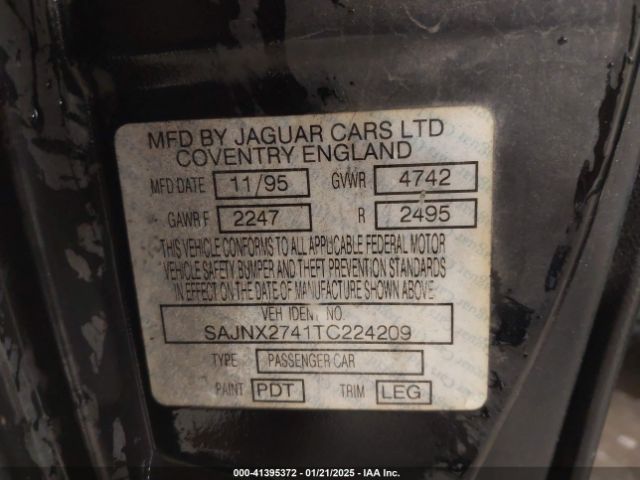 MFD BY JAGUAR CARS LTD
COVENTRY ENGLAND
MFD DATE 11/95 GVWR 4742
GAWR F 2247 R 2495
THIS VEHICLE CONFORMS TO ALL APPLICABLE FEDERAL MOTOR
VEHICLE SAFETY BUMPER AND THEFT PREVENTION STANDARDS
IN EFFECT ON THE DATE OF MANUFACTURE SHOWN ABOVE
VEH IDENT. NO.
SAJNX2741TC224209
TYPE PASSENGER CAR
PAINT PDT TRIM LEG
000-41395372 - 01/21/2025 - IAA Inc.